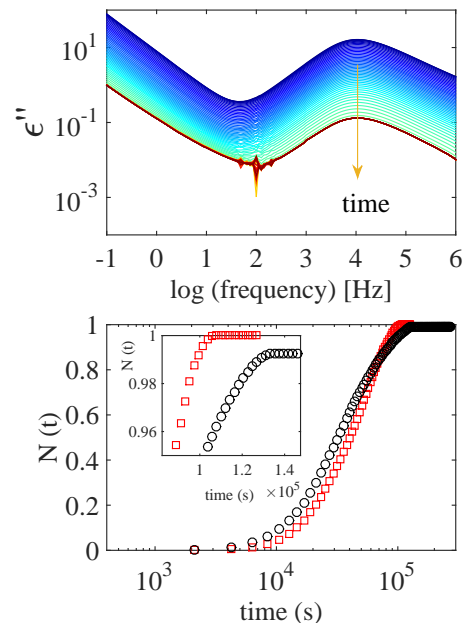 10^1
10^-1
10^-3
ϵ''
time
-1 0 1 2 3 4 5 6
log (frequency) [Hz]
1
0.8
0.6
0.4
0.2
0
N (t)
1
0.98
0.96
N (t)
1 1.2 1.4
×10^5
time (s)
10^3 10^4 10^5
time (s)